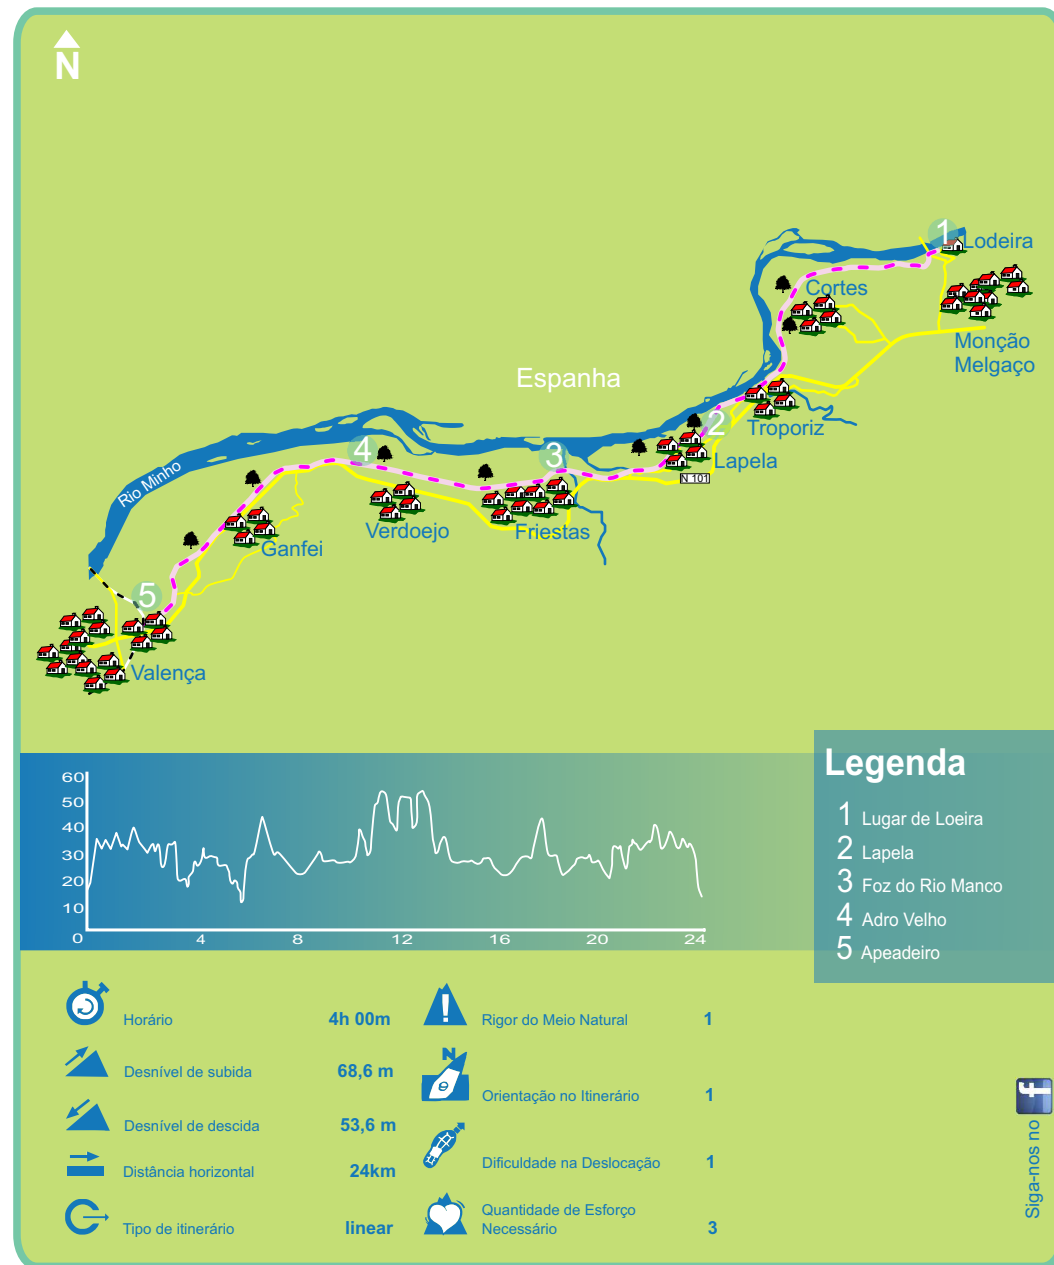 N
1
Lodeira
Cortes
Monção
Melgaço
Espanha
Troporiz
2
Lapela
N 101
3
4
Rio Minho
Friestas
Verdoejo
Ganfei
5
Valença
Legenda
1 Lugar de Loeira
2 Lapela
3 Foz do Rio Manco
4 Adro Velho
5 Apeadeiro
60
50
40
30
20
10
0 4 8 12 16 20 24
Horário 4h 00m
Desnível de subida 68,6 m
Desnível de descida 53,6 m
Distância horizontal 24km
Tipo de itinerário linear
! Rigor do Meio Natural 1
N
e
Orientação no Itinerário 1
Dificuldade na Deslocação 1
Quantidade de Esforço
Necessário 3
Siga-nos no f